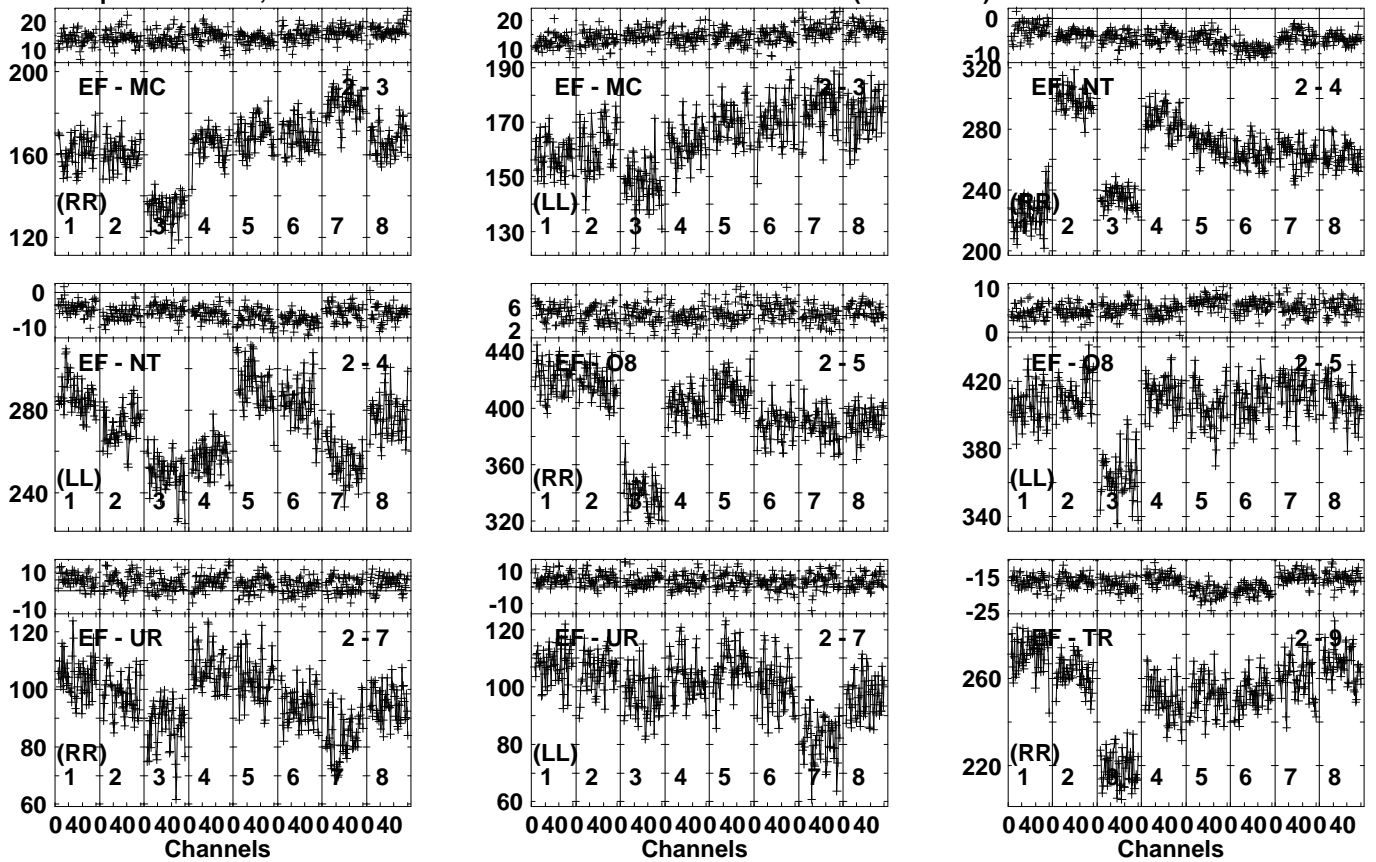 20 20 0
10 10 -10
200 EF - MC 2 - 3 190 EF - MC 2 - 3 320 EF - NT 2 - 4
160 170 280
150 240
(RR) (LL) (RR)
1 2 3 4 5 6 7 8 1 2 3 4 5 6 7 8 1 2 3 4 5 6 7 8
120 130 200
0 6 10
-10 2 0
EF - NT 2 - 4 440 EF - O8 2 - 5 EF - O8 2 - 5
280 400 420
360 380
(LL) (RR) (LL)
240 1 2 3 4 5 6 7 8 320 1 2 3 4 5 6 7 8 340 1 2 3 4 5 6 7 8
10 10 -15
-10 -10 -25
120 EF - UR 2 - 7 120 EF - UR 2 - 7 EF - TR 2 - 9
100 100 260
80 80
(RR) (LL) (RR)
1 2 3 4 5 6 7 8 1 2 3 4 5 6 7 8 220 1 2 3 4 5 6 7 8
60 60
0 40 0 40 0 40 0 40 0 40 0 40 0 40 0 40 0 40 0 40 0 40 0 40 0 40 0 40 0 40 0 40 0 40 0 40 0 40 0 40 0 40 0 40 0 40 0 40
Channels Channels Channels